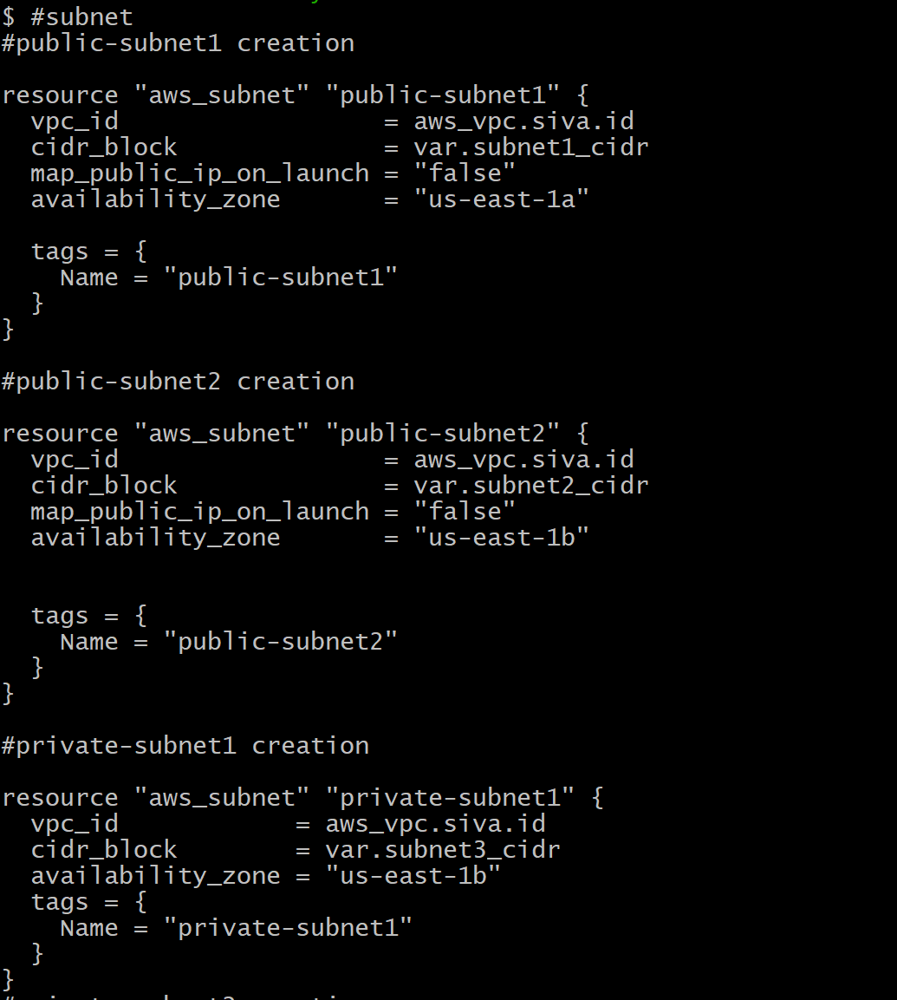 $ #subnet
#public-subnet1 creation

resource "aws_subnet" "public-subnet1" {
  vpc_id                  = aws_vpc.siva.id
  cidr_block              = var.subnet1_cidr
  map_public_ip_on_launch = "false"
  availability_zone       = "us-east-1a"

  tags = {
    Name = "public-subnet1"
  }
}

#public-subnet2 creation

resource "aws_subnet" "public-subnet2" {
  vpc_id                  = aws_vpc.siva.id
  cidr_block              = var.subnet2_cidr
  map_public_ip_on_launch = "false"
  availability_zone       = "us-east-1b"


  tags = {
    Name = "public-subnet2"
  }
}

#private-subnet1 creation

resource "aws_subnet" "private-subnet1" {
  vpc_id            = aws_vpc.siva.id
  cidr_block        = var.subnet3_cidr
  availability_zone = "us-east-1b"
  tags = {
    Name = "private-subnet1"
  }
}